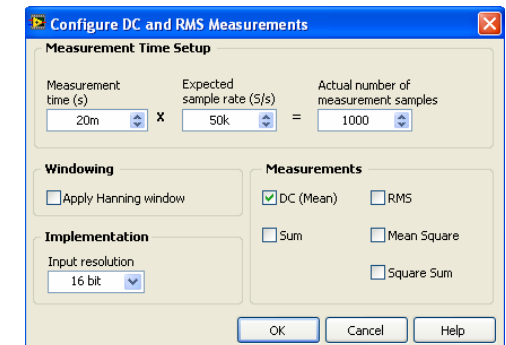 Configure DC and RMS Measurements
Measurement Time Setup
Measurement time (s)
20m
X
Expected sample rate (S/s)
50k
=
Actual number of measurement samples
1000
Windowing
Apply Hanning window
Implementation
Input resolution
16 bit
Measurements
DC (Mean)
RMS
Sum
Mean Square
Square Sum
OK
Cancel
Help